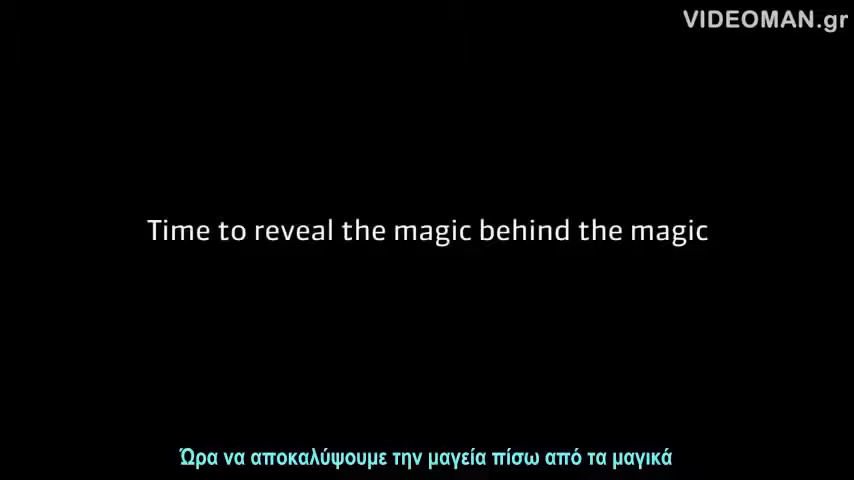 VIDEOMAN.gr
Time to reveal the magic behind the magic
Ώρα να αποκαλύψουμε την μαγεία πίσω από τα μαγικά